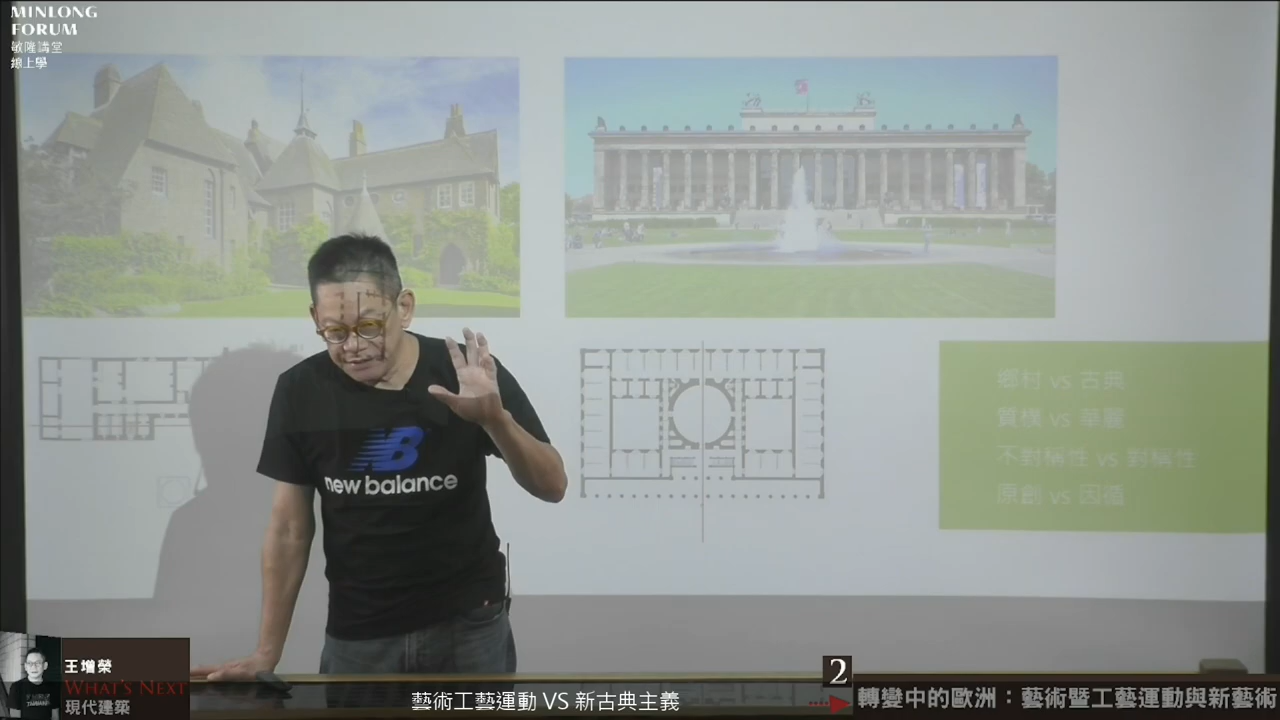 MINLONG
FORUM
敏隆講堂
線上學
鄉村 vs 古典
質樸 vs 華麗
不對稱性 vs 對稱性
原創 vs 因循
new balance
王增榮
WHAT'S NEXT
現代建築
藝術工藝運動 VS 新古典主義
2
轉變中的歐洲：藝術暨工藝運動與新藝術